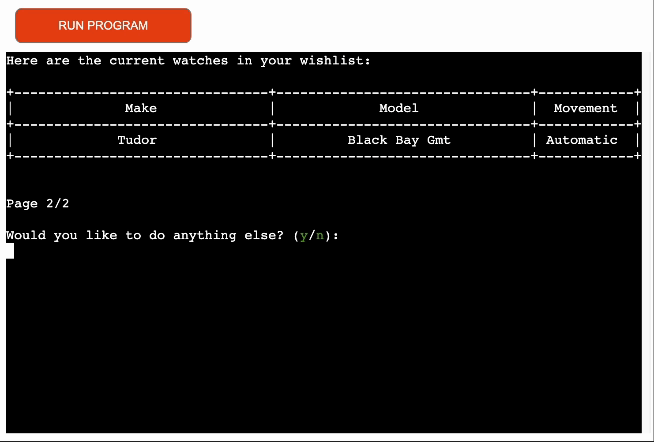 RUN PROGRAM
Here are the current watches in your wishlist:
+--------------------------------+--------------------------------+------------+
| Make | Model | Movement |
+--------------------------------+--------------------------------+------------+
| Tudor | Black Bay Gmt | Automatic |
+--------------------------------+--------------------------------+------------+
Page 2/2
Would you like to do anything else? (y/n):